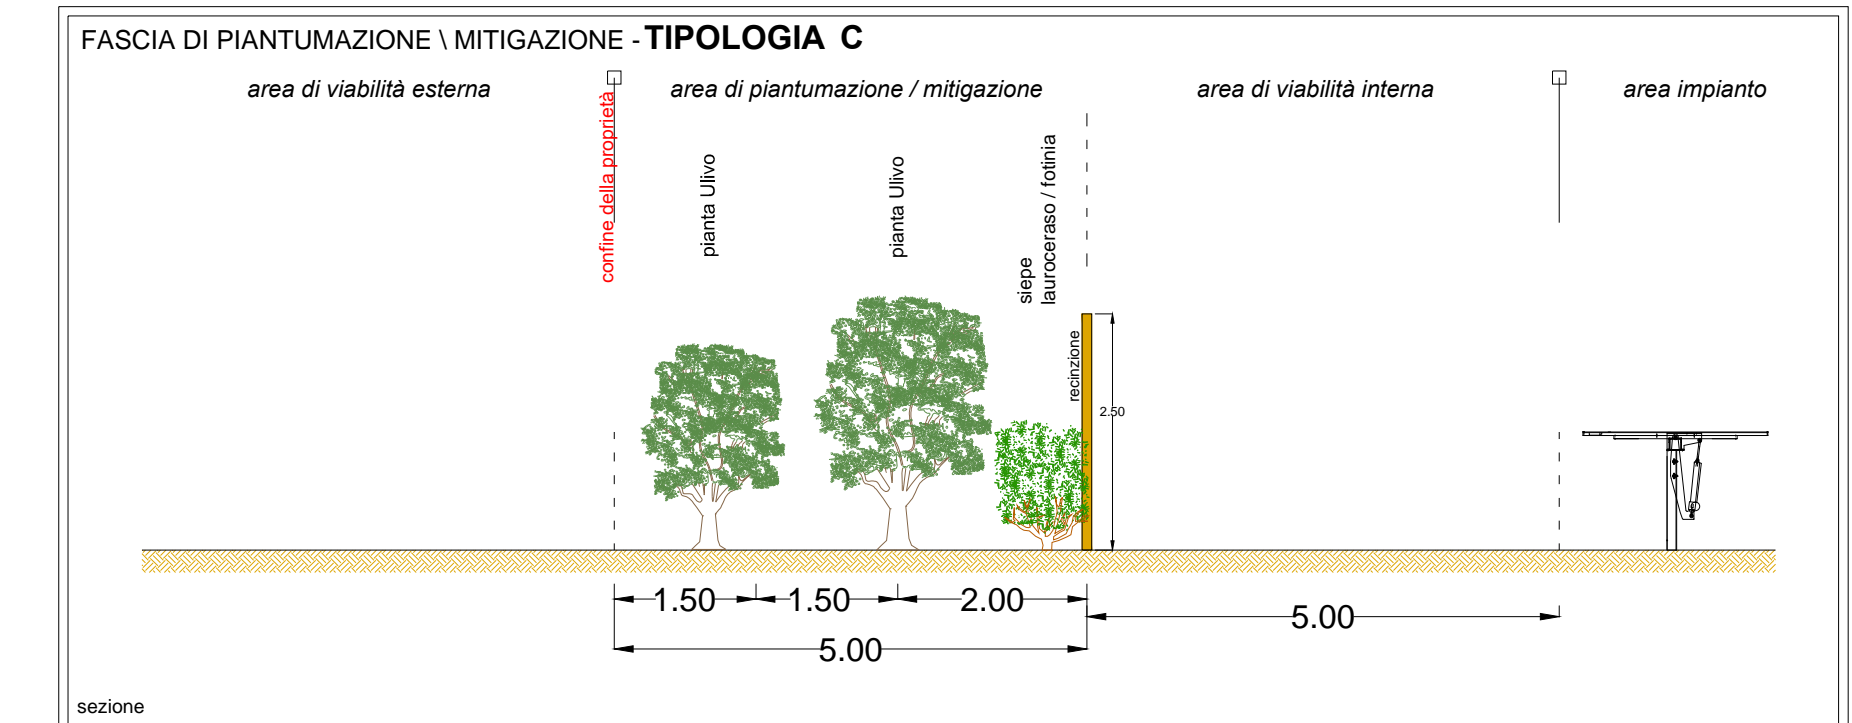 FASCIA DI PIANTUMAZIONE \ MITIGAZIONE - TIPOLOGIA C
area di viabilità esterna
area di piantumazione / mitigazione
area di viabilità interna
area impianto
confine della proprietà
pianta Ulivo
pianta Ulivo
siepe
lauroceraso / fotinia
recinzione
2.50
1.50
1.50
2.00
5.00
5.00
sezione